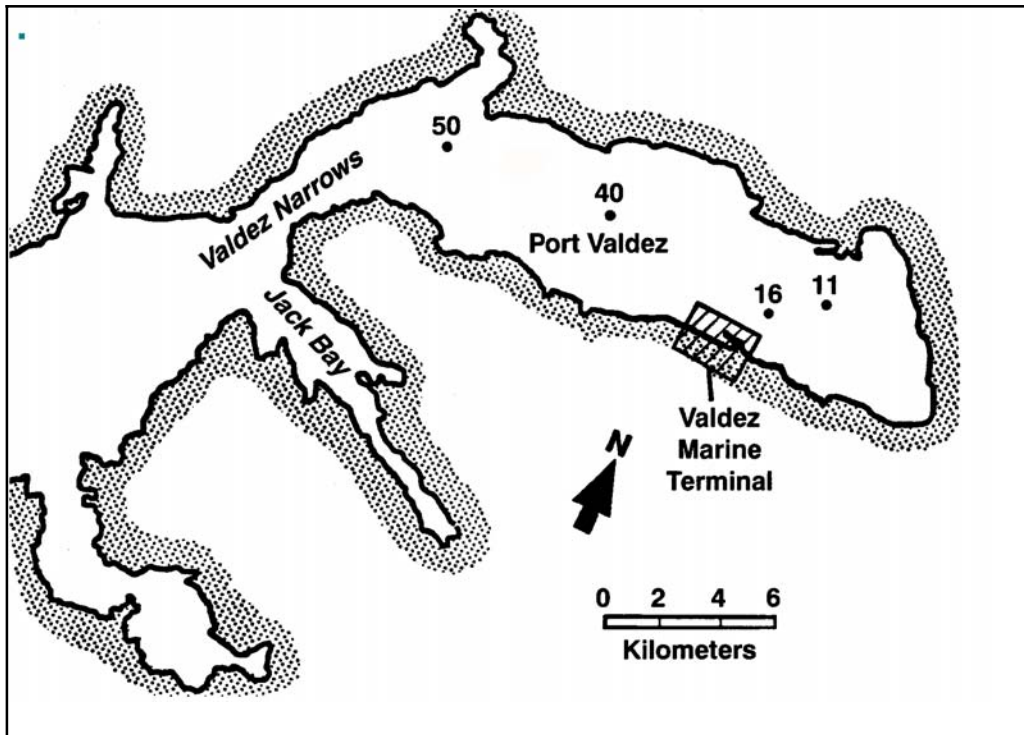 50
Valdez Narrows
40
Port Valdez
16
11
Jack Bay
Valdez
Marine
Terminal
N
0 2 4 6
Kilometers